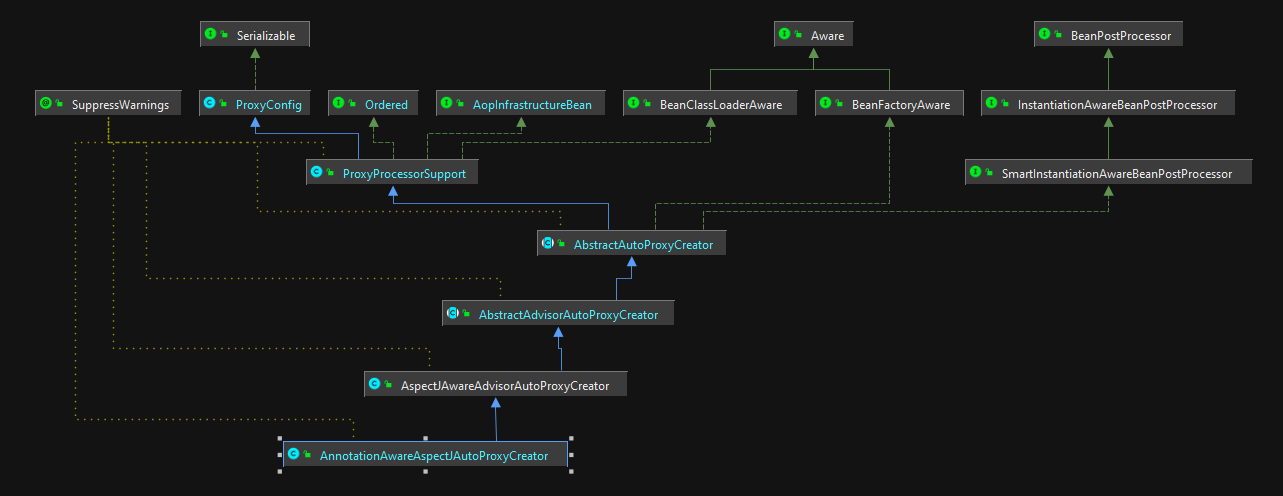 Serializable
Aware
BeanPostProcessor
SuppressWarnings
ProxyConfig
Ordered
AopInfrastructureBean
BeanClassLoaderAware
BeanFactoryAware
InstantiationAwareBeanPostProcessor
ProxyProcessorSupport
SmartInstantiationAwareBeanPostProcessor
AbstractAutoProxyCreator
AbstractAdvisorAutoProxyCreator
AspectJAwareAdvisorAutoProxyCreator
AnnotationAwareAspectJAutoProxyCreator